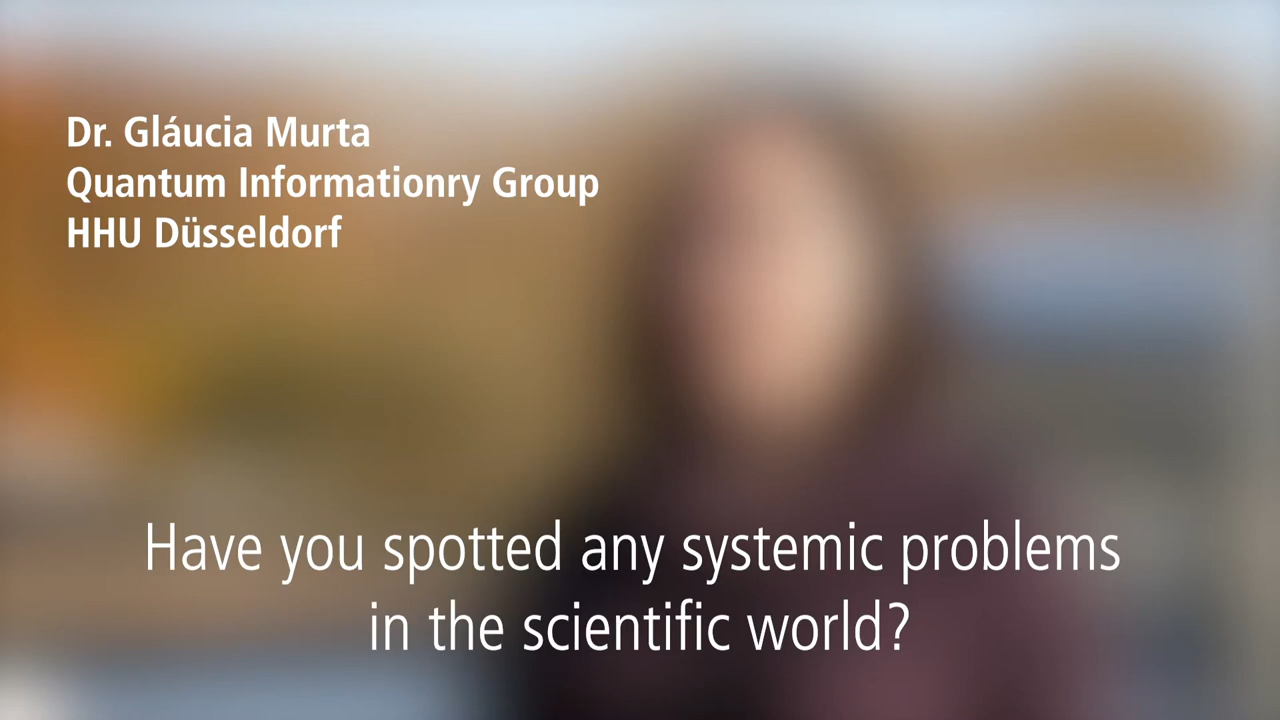 Dr. Gláucia Murta
Quantum Informationry Group
HHU Düsseldorf
Have you spotted any systemic problems
in the scientific world?